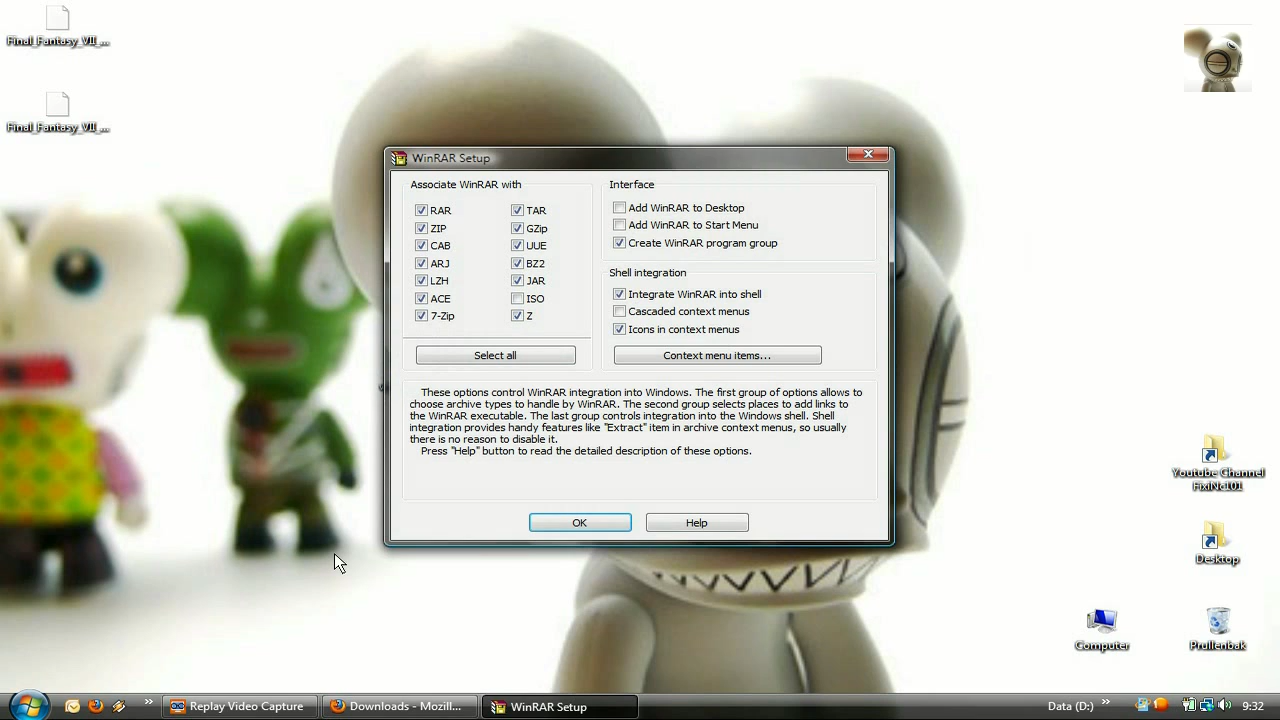 Final_Fantasy_VII_...
Final_Fantasy_VII_...
WinRAR Setup
Associate WinRAR with
RAR
TAR
ZIP
GZip
CAB
UUE
ARJ
BZ2
LZH
JAR
ACE
ISO
7-Zip
Z
Select all
Interface
Add WinRAR to Desktop
Add WinRAR to Start Menu
Create WinRAR program group
Shell integration
Integrate WinRAR into shell
Cascaded context menus
Icons in context menus
Context menu items...
These options control WinRAR integration into Windows. The first group of options allows to
choose archive types to handle by WinRAR. The second group selects places to add links to
the WinRAR executable. The last group controls integration into the Windows shell. Shell
integration provides handy features like "Extract" item in archive context menus, so usually
there is no reason to disable it.
Press "Help" button to read the detailed description of these options.
OK
Help
Youtube Channel
FixiNc101
Desktop
Computer
Prullenbak
Replay Video Capture
Downloads - Mozill...
WinRAR Setup
Data (D:)
9:32